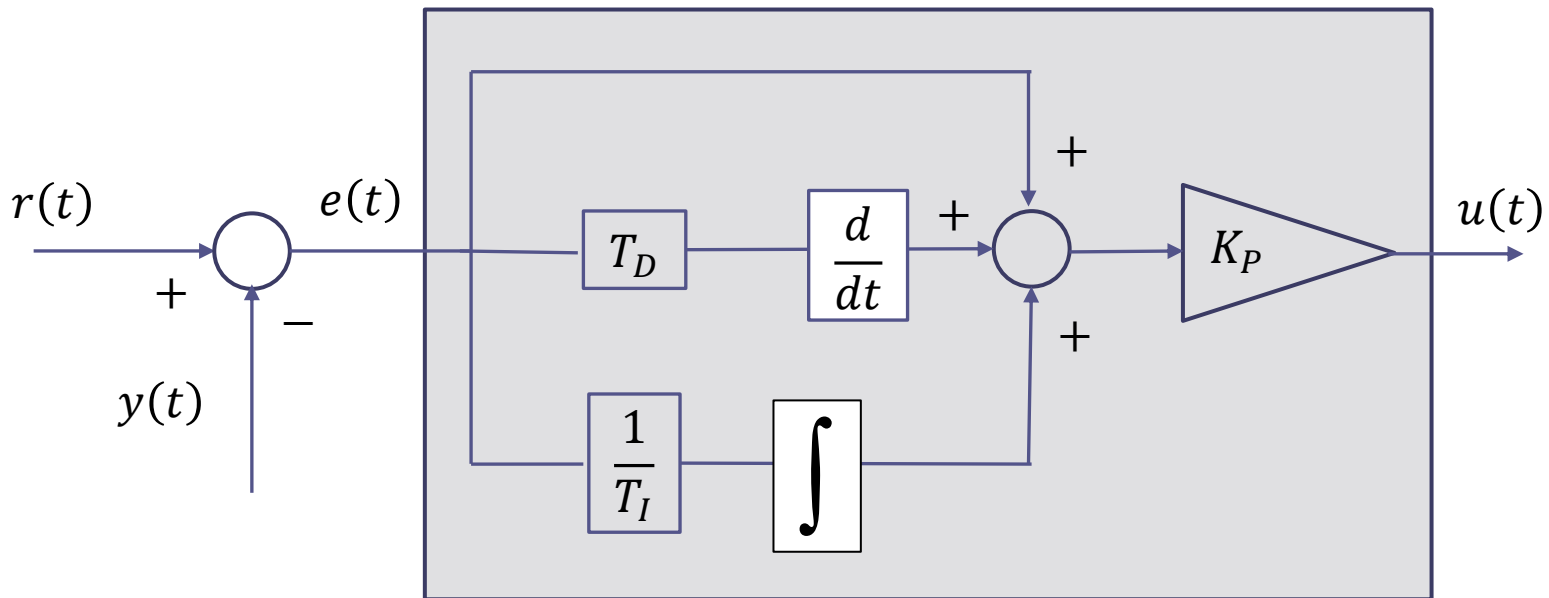 +
r(t)
e(t)
T_D
d
dt
+
K_P
u(t)
+
−
+
y(t)
1
T_I
∫